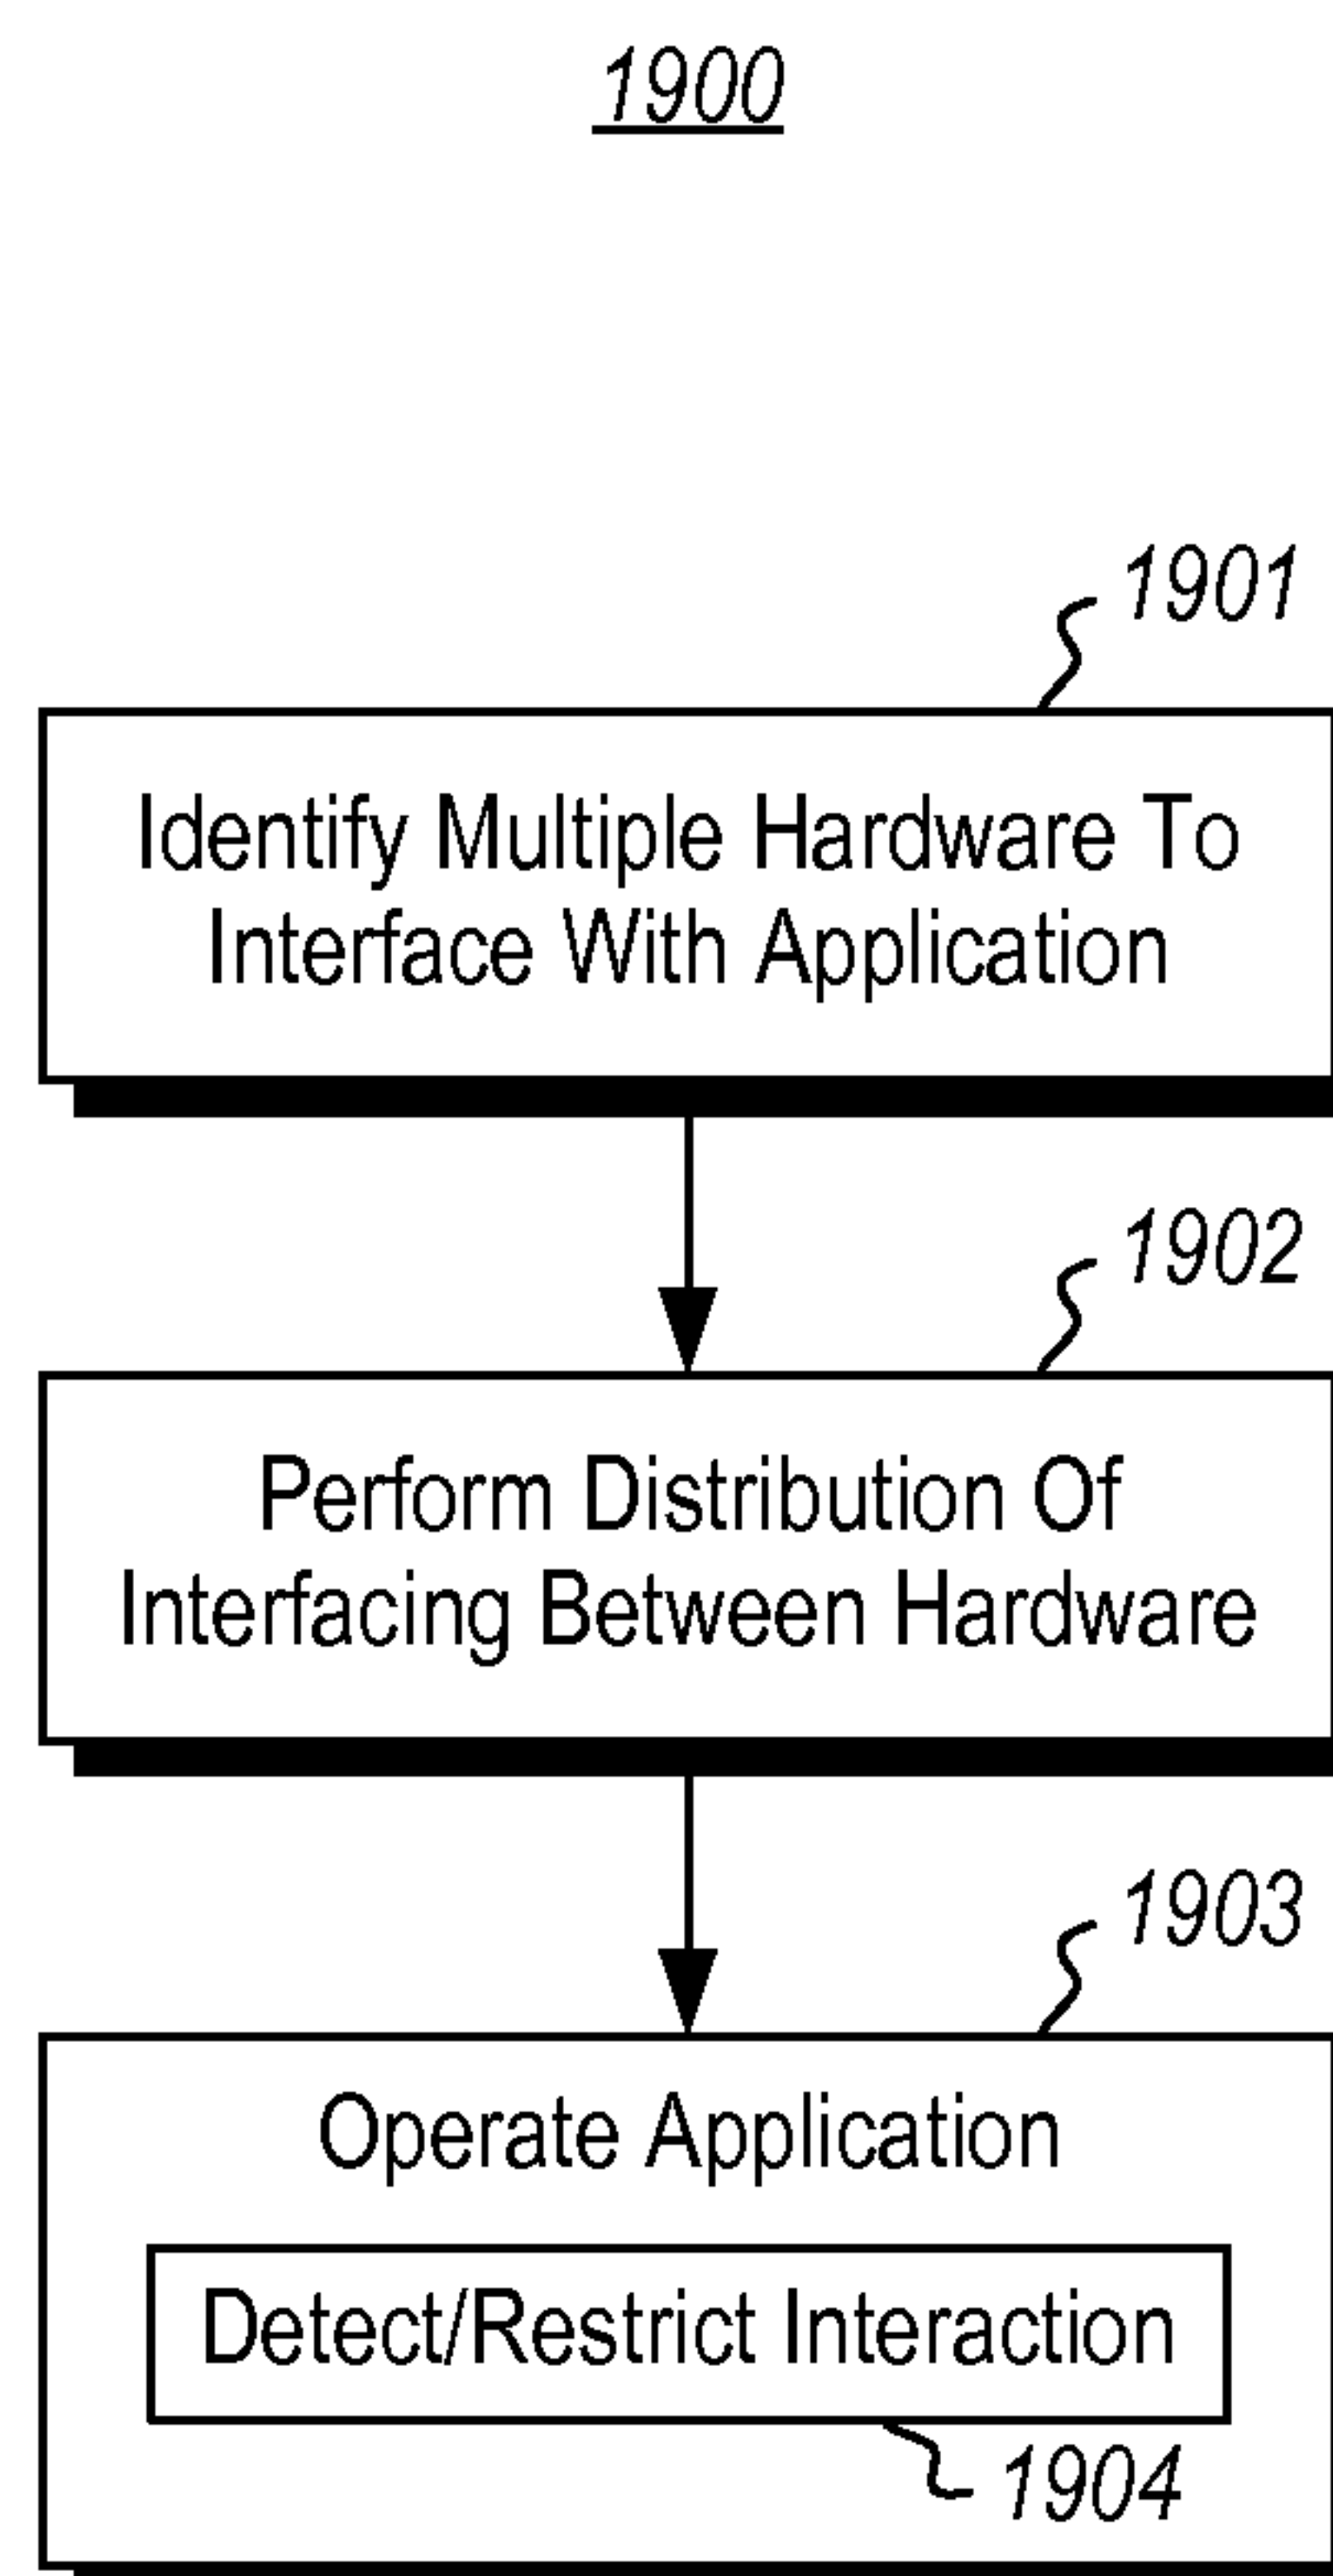 1900
1901
Identify Multiple Hardware To
Interface With Application
1902
Perform Distribution Of
Interfacing Between Hardware
1903
Operate Application
Detect/Restrict Interaction
1904